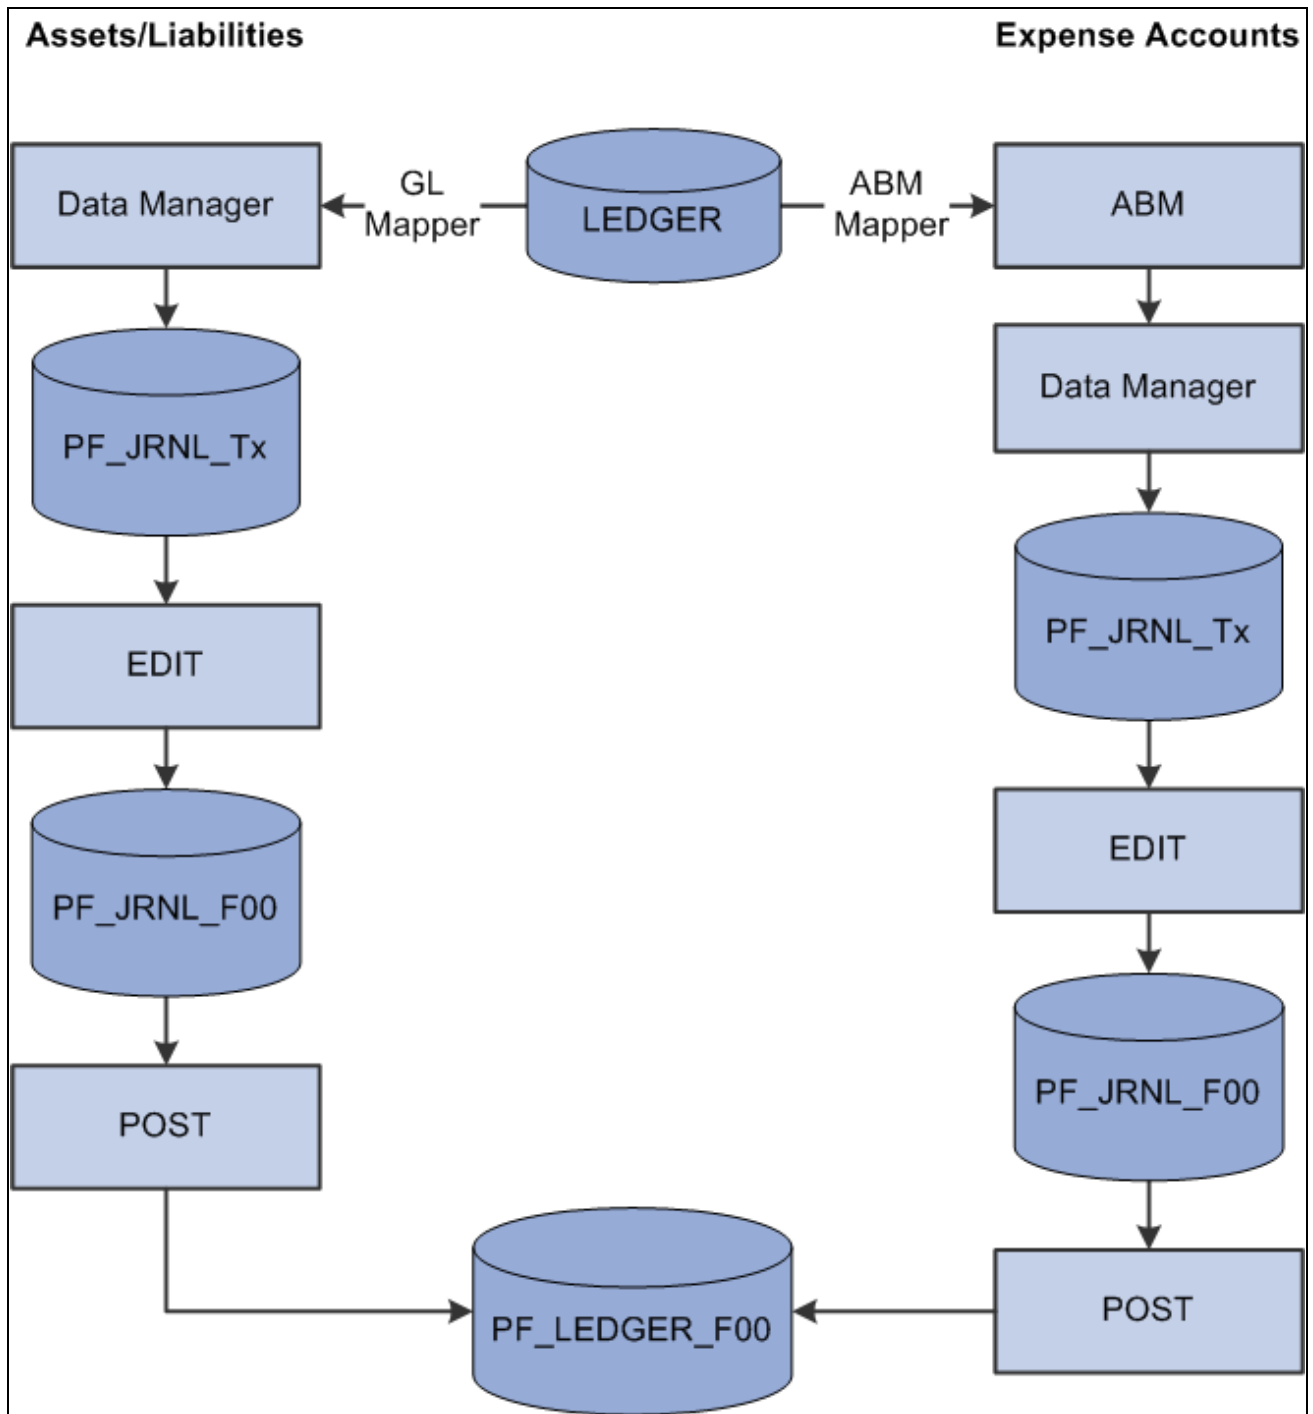 Assets/Liabilities
Expense Accounts
Data Manager
GL
Mapper
LEDGER
ABM
Mapper
ABM
PF_JRNL_Tx
Data Manager
EDIT
PF_JRNL_Tx
PF_JRNL_F00
EDIT
POST
PF_JRNL_F00
PF_LEDGER_F00
POST